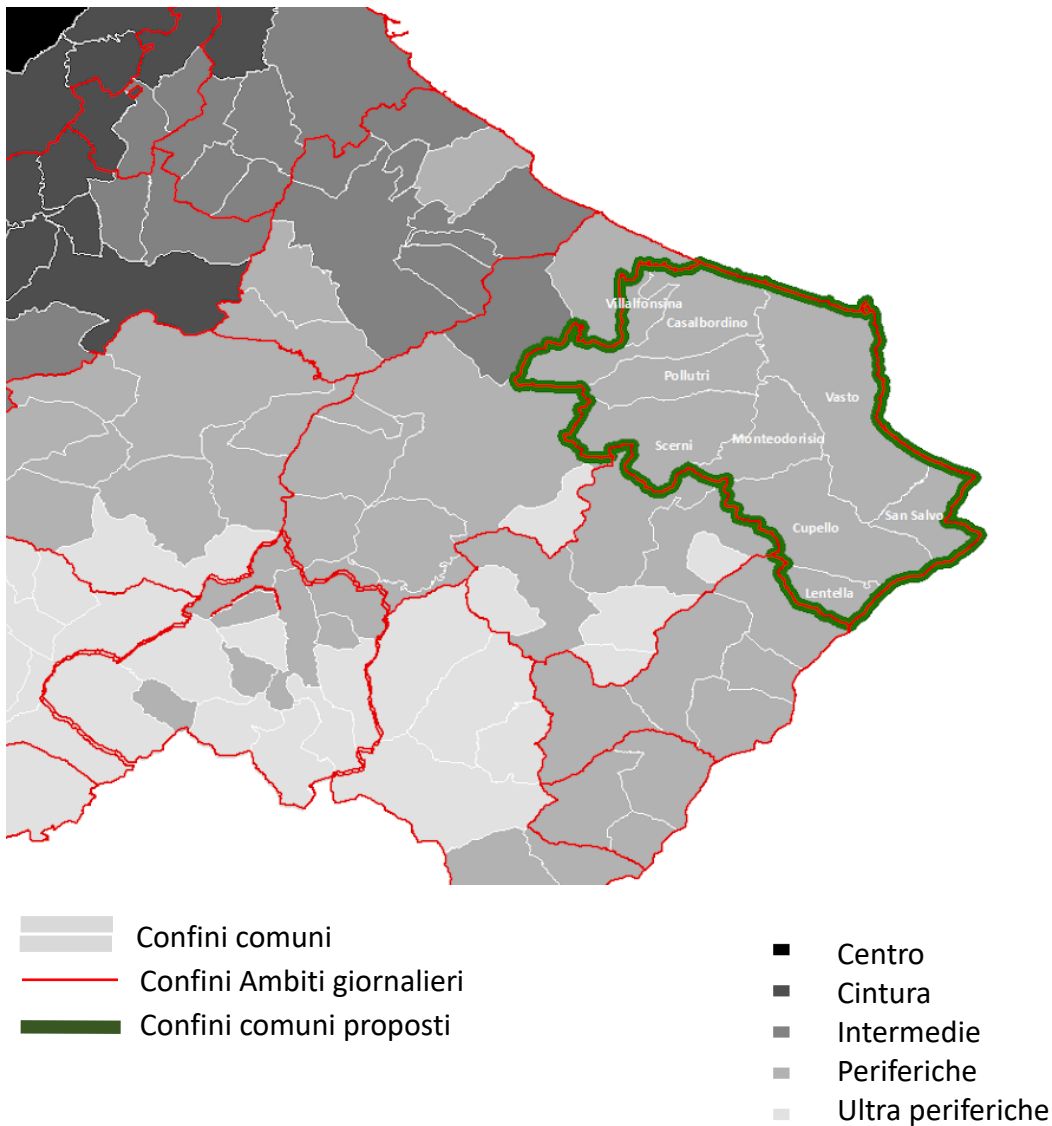 Villalfonsina
Casalbordino
Pollutri
Vasto
Scerni
Monteodorisio
San Salvo
Cupello
Lentella
Confini comuni
Confini Ambiti giornalieri
Confini comuni proposti
Centro
Cintura
Intermedie
Periferiche
Ultra periferiche